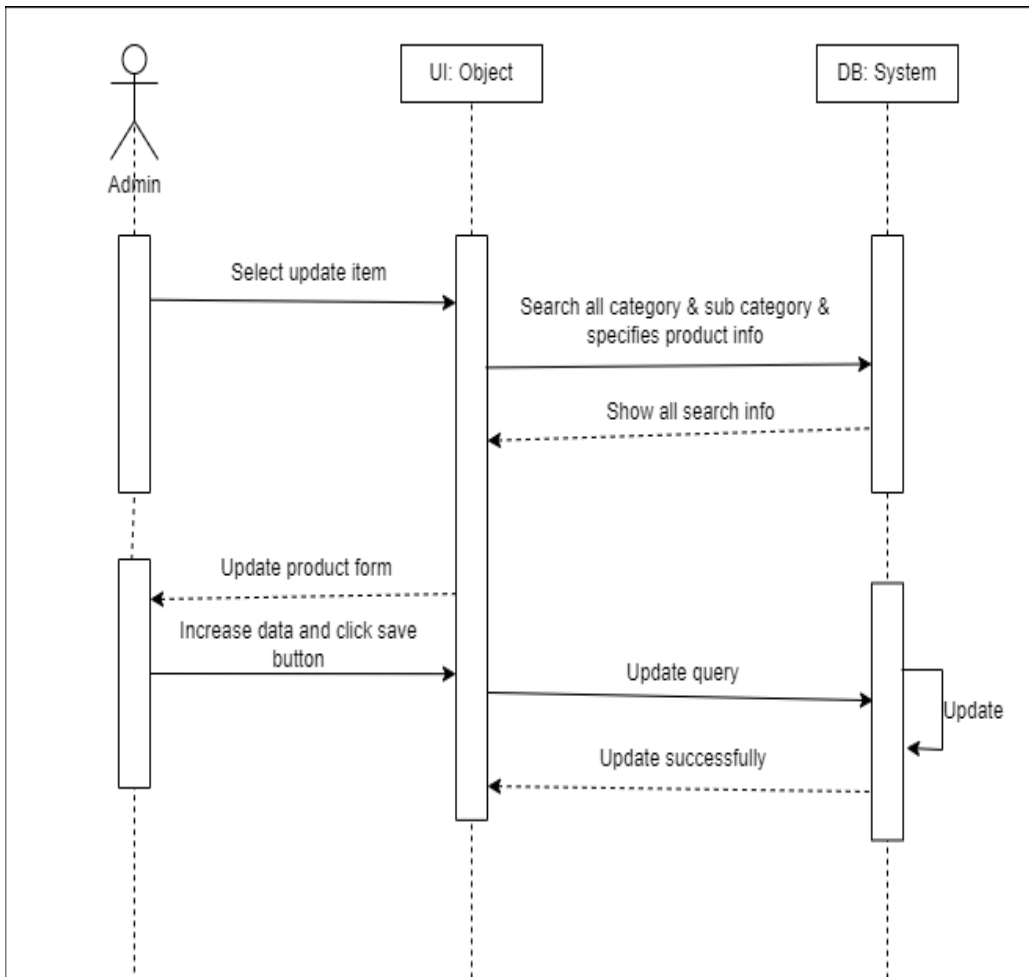 UI: Object
DB: System
Admin
Select update item
Search all category & sub category &
specifies product info
Show all search info
Update product form
Increase data and click save
button
Update query
Update
Update successfully